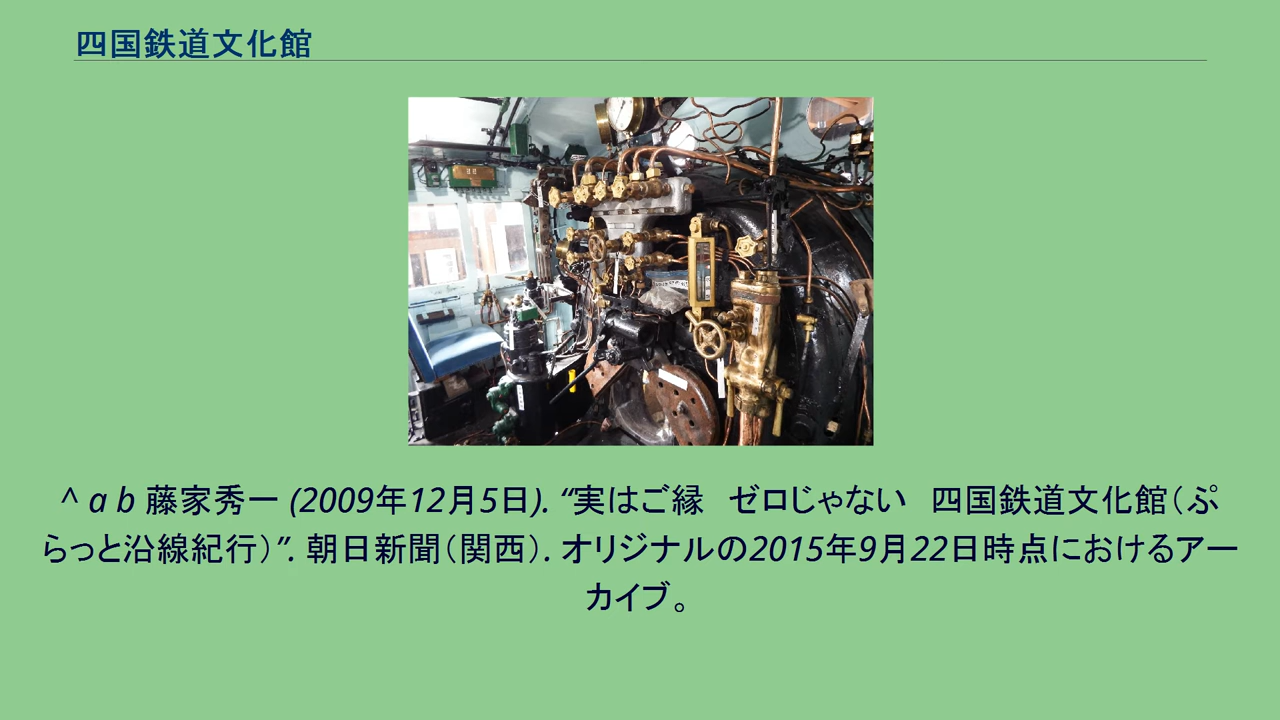 四国鉄道文化館
^ a b 藤家秀一 (2009年12月5日). “実はご縁　ゼロじゃない　四国鉄道文化館（ぷ
らっと沿線紀行）”. 朝日新聞（関西）. オリジナルの2015年9月22日時点におけるアー
カイブ。